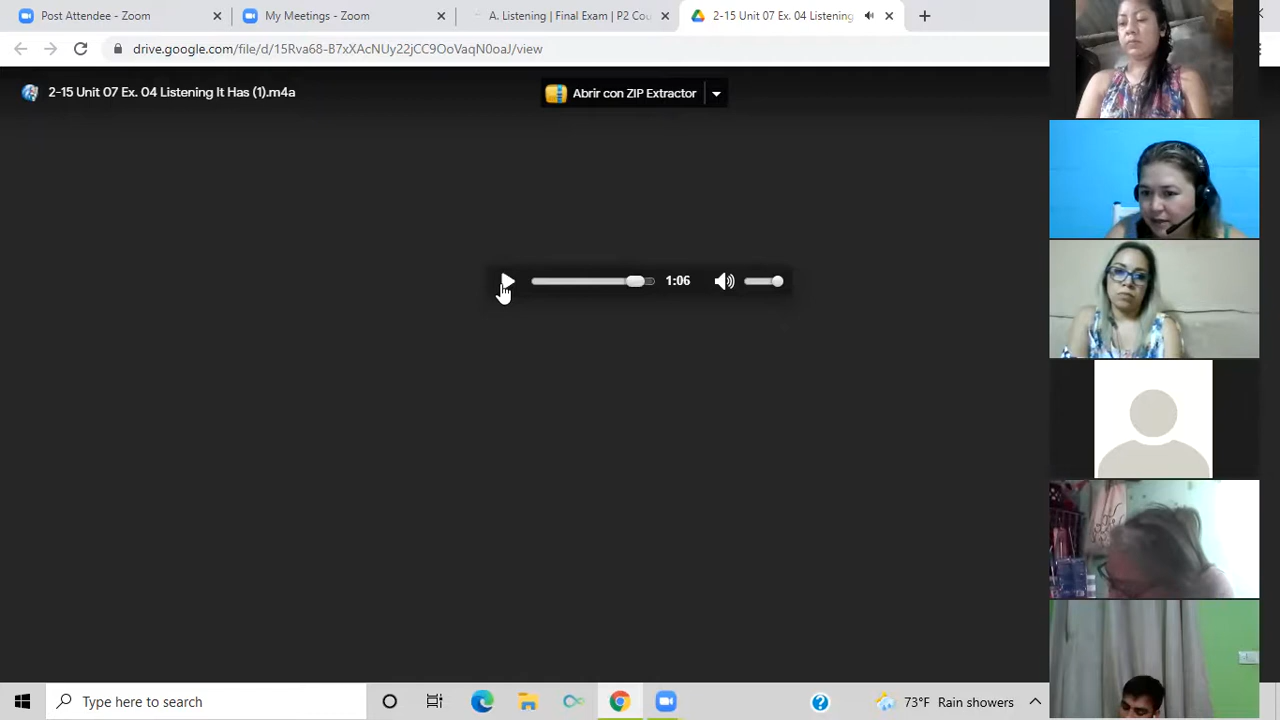 Post Attendee - Zoom
My Meetings - Zoom
A. Listening | Final Exam | P2 Cou
2-15 Unit 07 Ex. 04 Listening
drive.google.com/file/d/15Rva68-B7xXAcNUy22jCC9OoVaqN0oaJ/view
2-15 Unit 07 Ex. 04 Listening It Has (1).m4a
Abrir con ZIP Extractor
1:06
Type here to search
73°F Rain showers